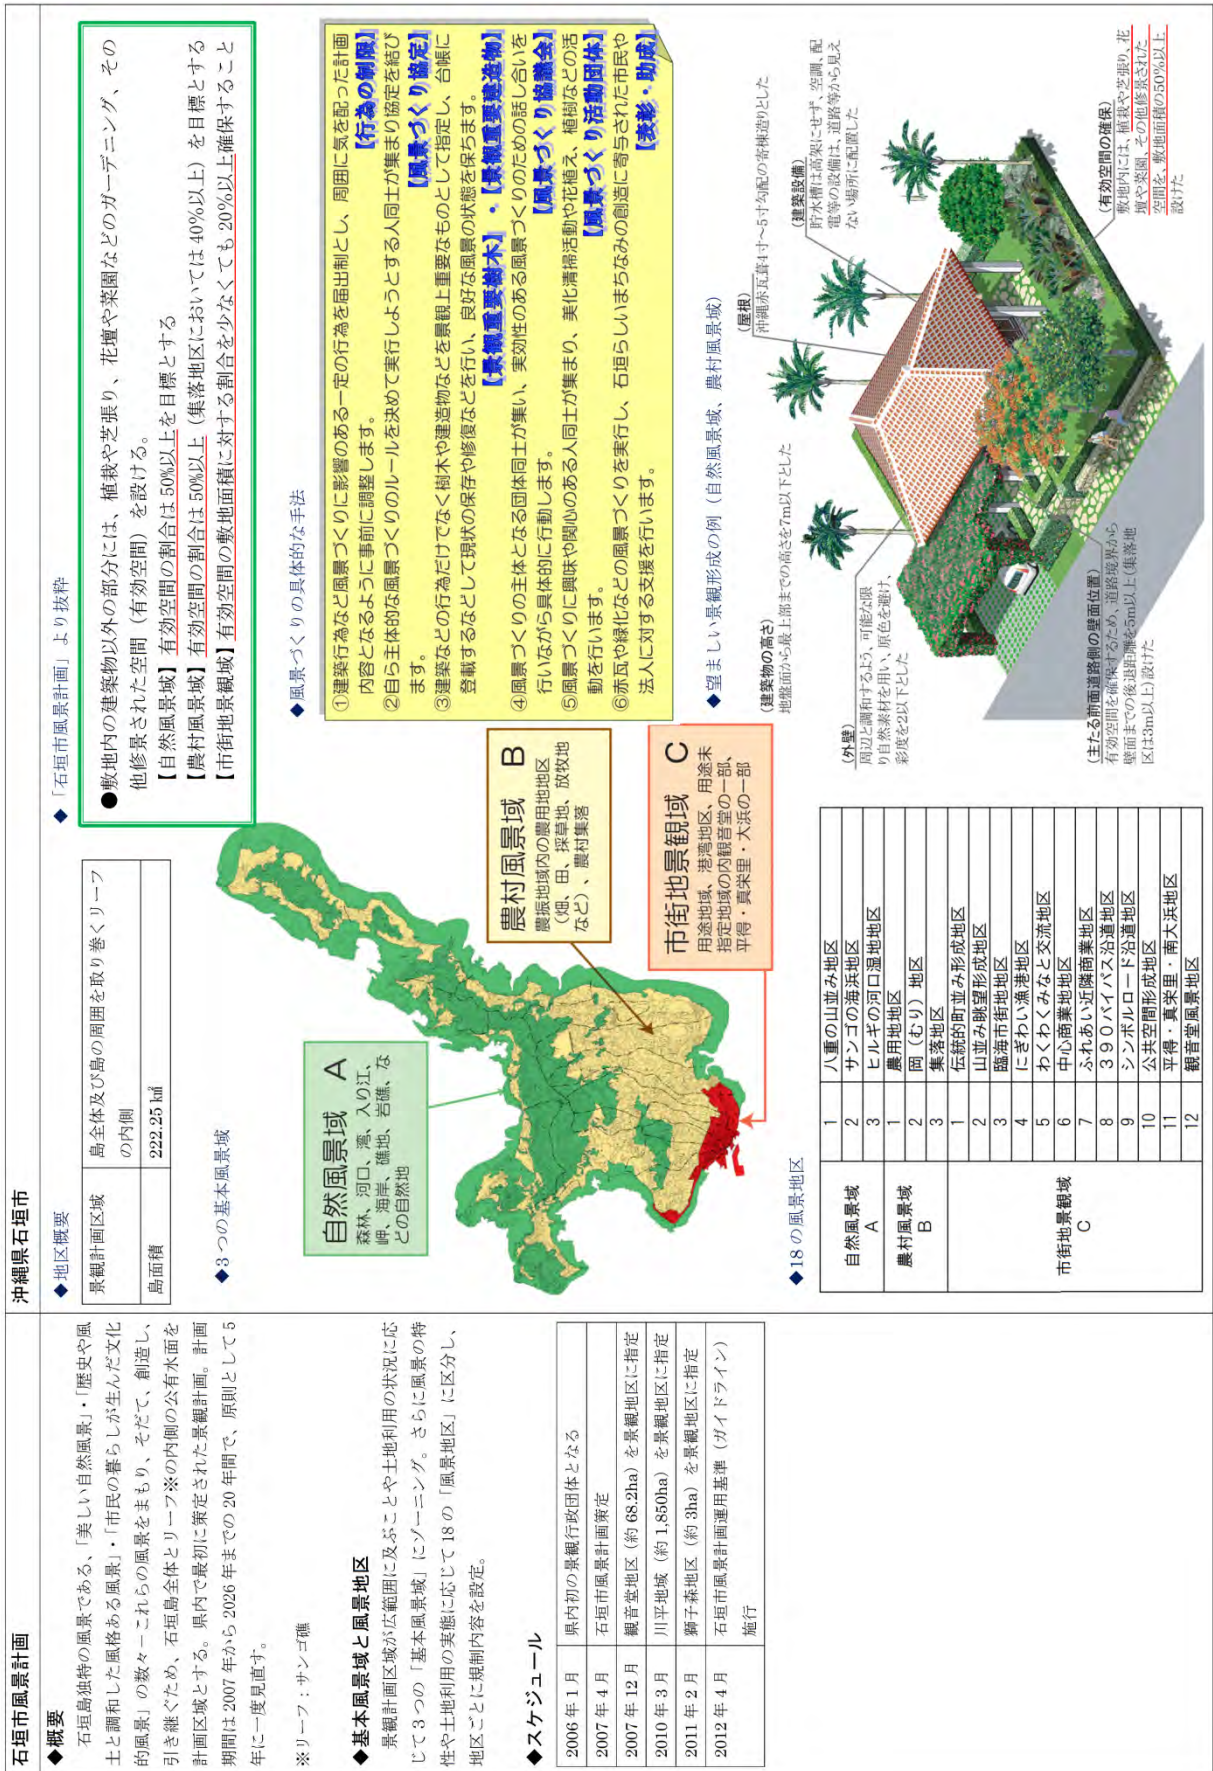 石垣市風景計画
沖縄県石垣市
◆概要
石垣島独特の風景である、「美しい自然風景」・「歴史や風
土と調和した風格ある風景」・「市民の暮らしが生んだ文化
的風景」の数々－これらの風景をまもり、そだて、創造し、
引き継ぐため、石垣島全体とリーフ※の内側の公有水面を
計画区域とする。県内で最初に策定された景観計画。計画
期間は2007年から2026年までの20年間で、原則として5
年に一度見直す。
※リーフ：サンゴ礁
◆基本風景域と風景地区
景観計画区域が広範囲に及ぶことや土地利用の状況に応
じて3つの「基本風景域」にゾーニング。さらに風景の特
性や土地利用の実態に応じて18の「風景地区」に区分し、
地区ごとに規制内容を設定。
◆スケジュール
2006年1月 県内初の景観行政団体となる
2007年4月 石垣市風景計画策定
2007年12月 観音堂地区（約68.2ha）を景観地区に指定
2010年3月 川平地域（約1,850ha）を景観地区に指定
2011年2月 獅子森地区（約3ha）を景観地区に指定
2012年4月 石垣市風景計画運用基準（ガイドライン）
施行
◆地区概要
景観計画区域 島全体及び島の周囲を取り巻くリーフ
の内側
島面積 222.25㎢
◆3つの基本風景域
自然風景域 A
森林、河口、湾、入り江、
岬、海岸、礁地、岩礁、な
どの自然地
農村風景域 B
農振地域内の農用地地区
（畑、田、採草地、放牧地
など）、農村集落
市街地景観域 C
用途地域、港湾地区、用途未
指定地域の内観音堂の一部、
平得・真栄里・大浜の一部
◆18の風景地区
自然風景域
A
1 八重の山並み地区
2 サンゴの海浜地区
3 ヒルギの河口湿地地区
農村風景域
B
1 農用地地区
2 岡（むり）地区
3 集落地区
市街地景観域
C
1 伝統的町並み形成地区
2 山並み眺望形成地区
3 臨海市街地地区
4 にぎわい漁港地区
5 わくわくみなと交流地区
6 中心商業地地区
7 ふれあい近隣商業地区
8 390バイパス沿道地区
9 シンボルロード沿道地区
10 公共空間形成地区
11 平得・真栄里・南大浜地区
12 観音堂風景地区
◆「石垣市風景計画」より抜粋
●敷地内の建築物以外の部分には、植栽や芝張り、花壇や菜園などのガーデニング、その
他修景された空間（有効空間）を設ける。
【自然風景域】有効空間の割合は50%以上を目標とする
【農村風景域】有効空間の割合は50%以上（集落地区においては40%以上）を目標とする
【市街地景観域】有効空間の敷地面積に対する割合を少なくても20%以上確保すること
◆風景づくりの具体的な手法
①建築行為など風景づくりに影響のある一定の行為を届出制とし、周囲に気を配った計画
内容となるように事前に調整します。
【行為の制限】
②自ら主体的な風景づくりのルールを決めて実行しようとする人同士が集まり協定を結び
ます。
【風景づくり協定】
③建築などの行為だけでなく樹木や建造物などを景観上重要なものとして指定し、台帳に
登載するなどして現状の保存や修復などを行い、良好な風景の状態を保ちます。
【景観重要樹木】・【景観重要建造物】
④風景づくりの主体となる団体同士が集い、実効性のある風景づくりのための話し合いを
行いながら具体的に行動します。
【風景づくり協議会】
⑤風景づくりに興味や関心のある人同士が集まり、美化清掃活動や花植え、植樹などの活
動を行います。
【風景づくり活動団体】
⑥赤瓦や緑化などの風景づくりを実行し、石垣らしいまちなみの創造に寄与された市民や
法人に対する支援を行います。
【表彰・助成】
◆望ましい景観形成の例（自然風景域、農村風景域）
（建築物の高さ）
地盤面から最上部までの高さを7m以下とした
（屋根）
沖縄赤瓦葺4寸～5寸勾配の寄棟造りとした
（建築設備）
貯水槽は高架にせず、空調、配
電等の設備は、道路等から見え
ない場所に配置した
（外壁）
周辺と調和するよう、可能な限
り自然素材を用い、原色を避け、
彩度を2以下とした
（主たる前面道路側の壁面位置）
有効空間を確保するため、道路境界から
壁面までの後退距離を5m以上（集落地
区は3m以上）設けた
（有効空間の確保）
敷地内には、植栽や芝張り、花
壇や菜園、その他修景された
空間を、敷地面積の50%以上
設けた